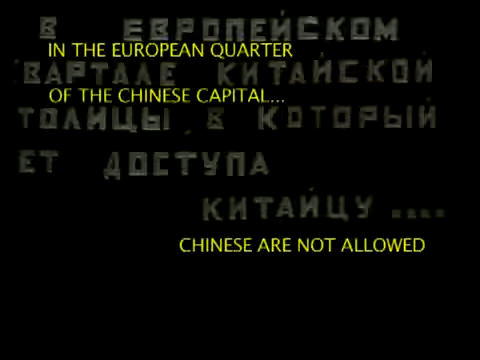 В ЕВРОПЕЙСКОМ
IN THE EUROPEAN QUARTER
ВАРТАЛЕ КИТАЙСКОЙ
OF THE CHINESE CAPITAL...
ТОЛИЦЫ, В КОТОРЫЙ
ЕТ ДОСТУПА
КИТАЙЦУ ....
CHINESE ARE NOT ALLOWED